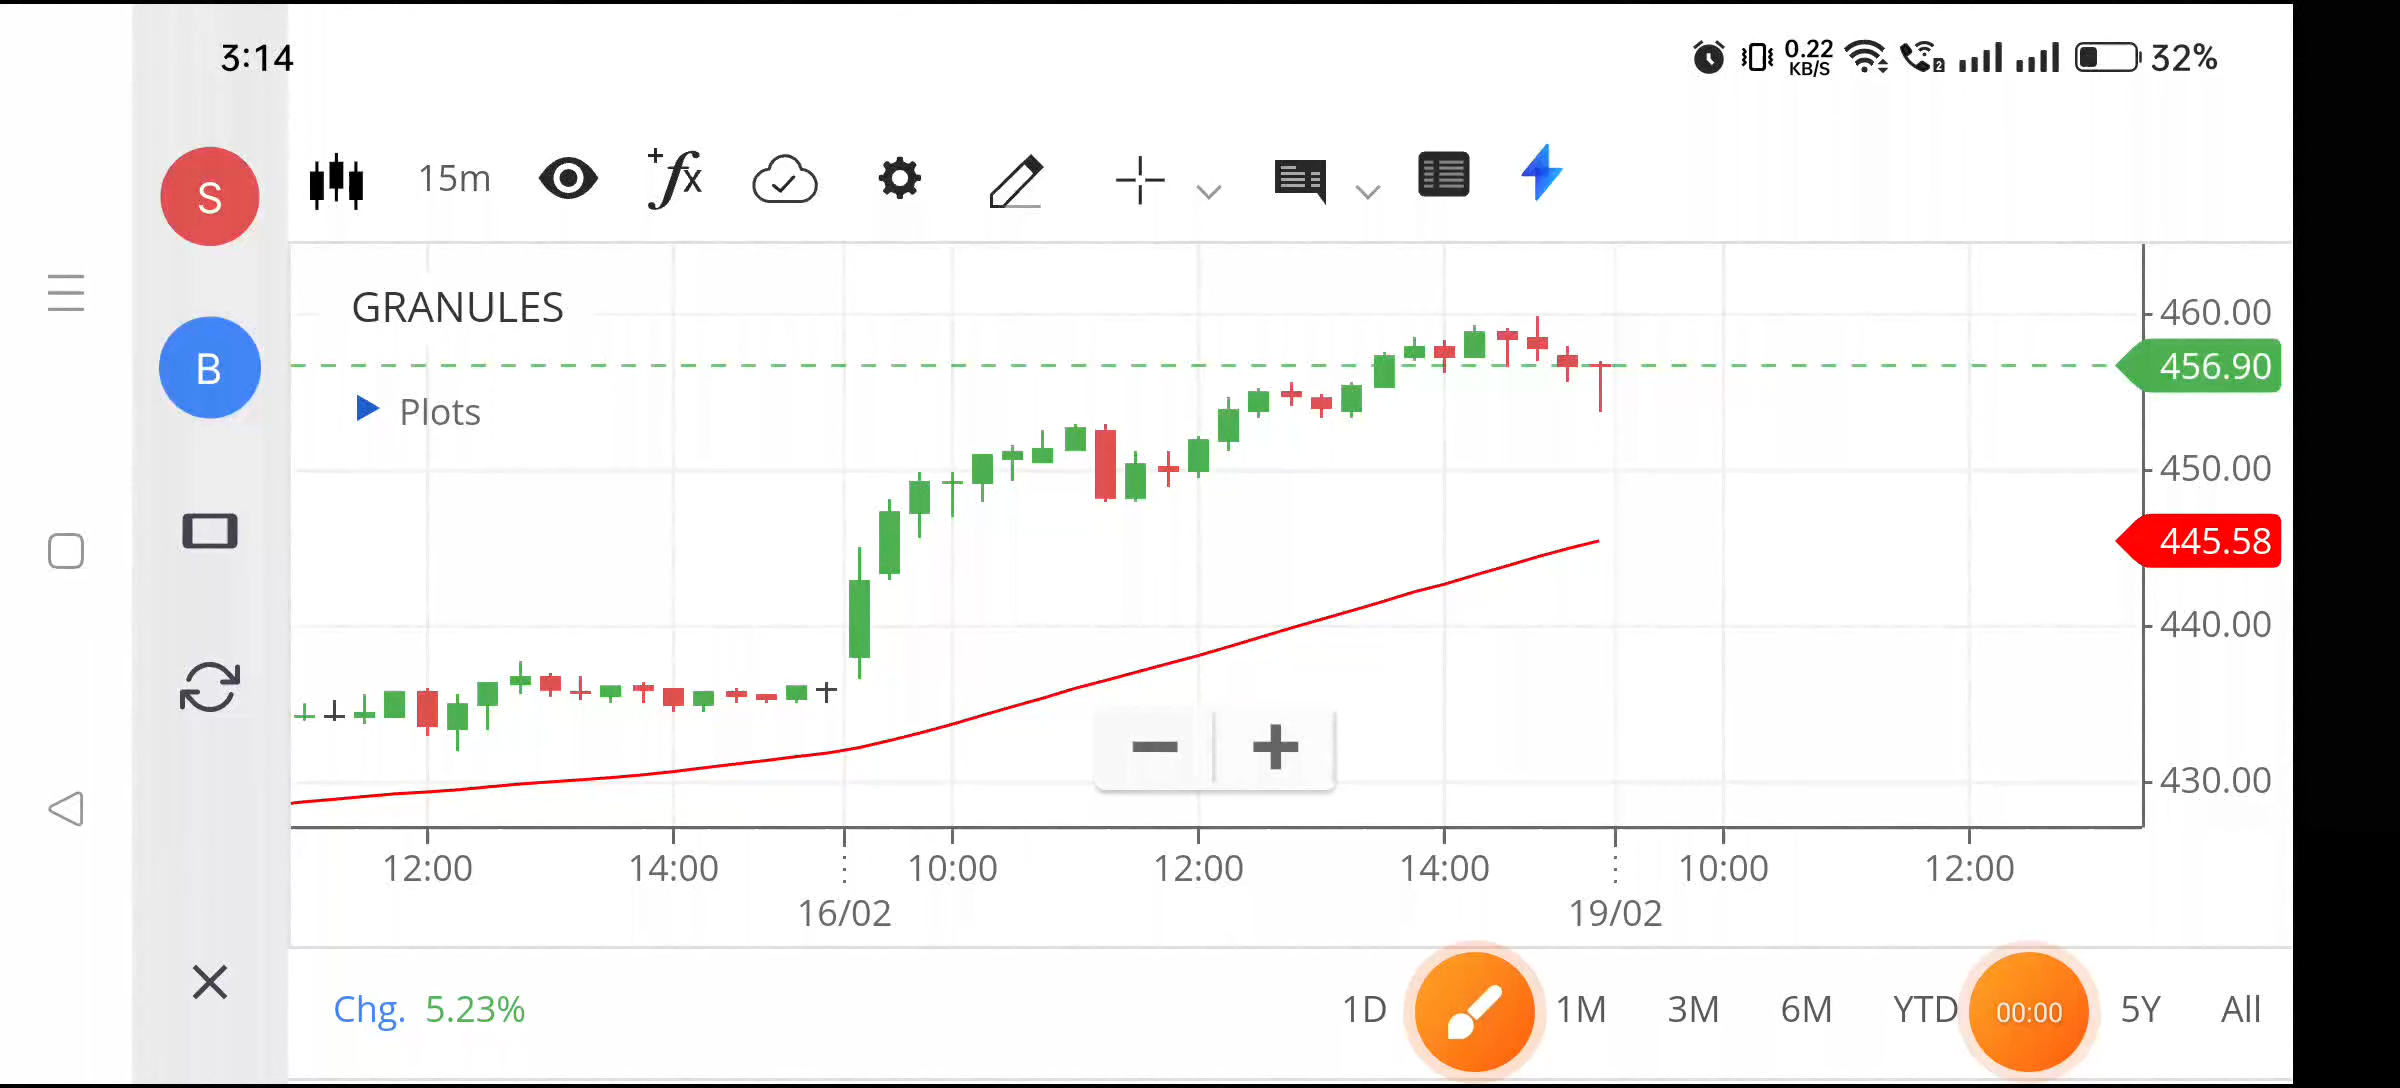 3:14
0.22
KB/S
2
32%
S
15m
+fx
B
GRANULES
Plots
460.00
456.90
450.00
445.58
440.00
430.00
12:00 14:00 10:00 12:00 14:00 10:00 12:00
16/02 19/02
Chg. 5.23%
1D 1M 3M 6M YTD 00:00 5Y All